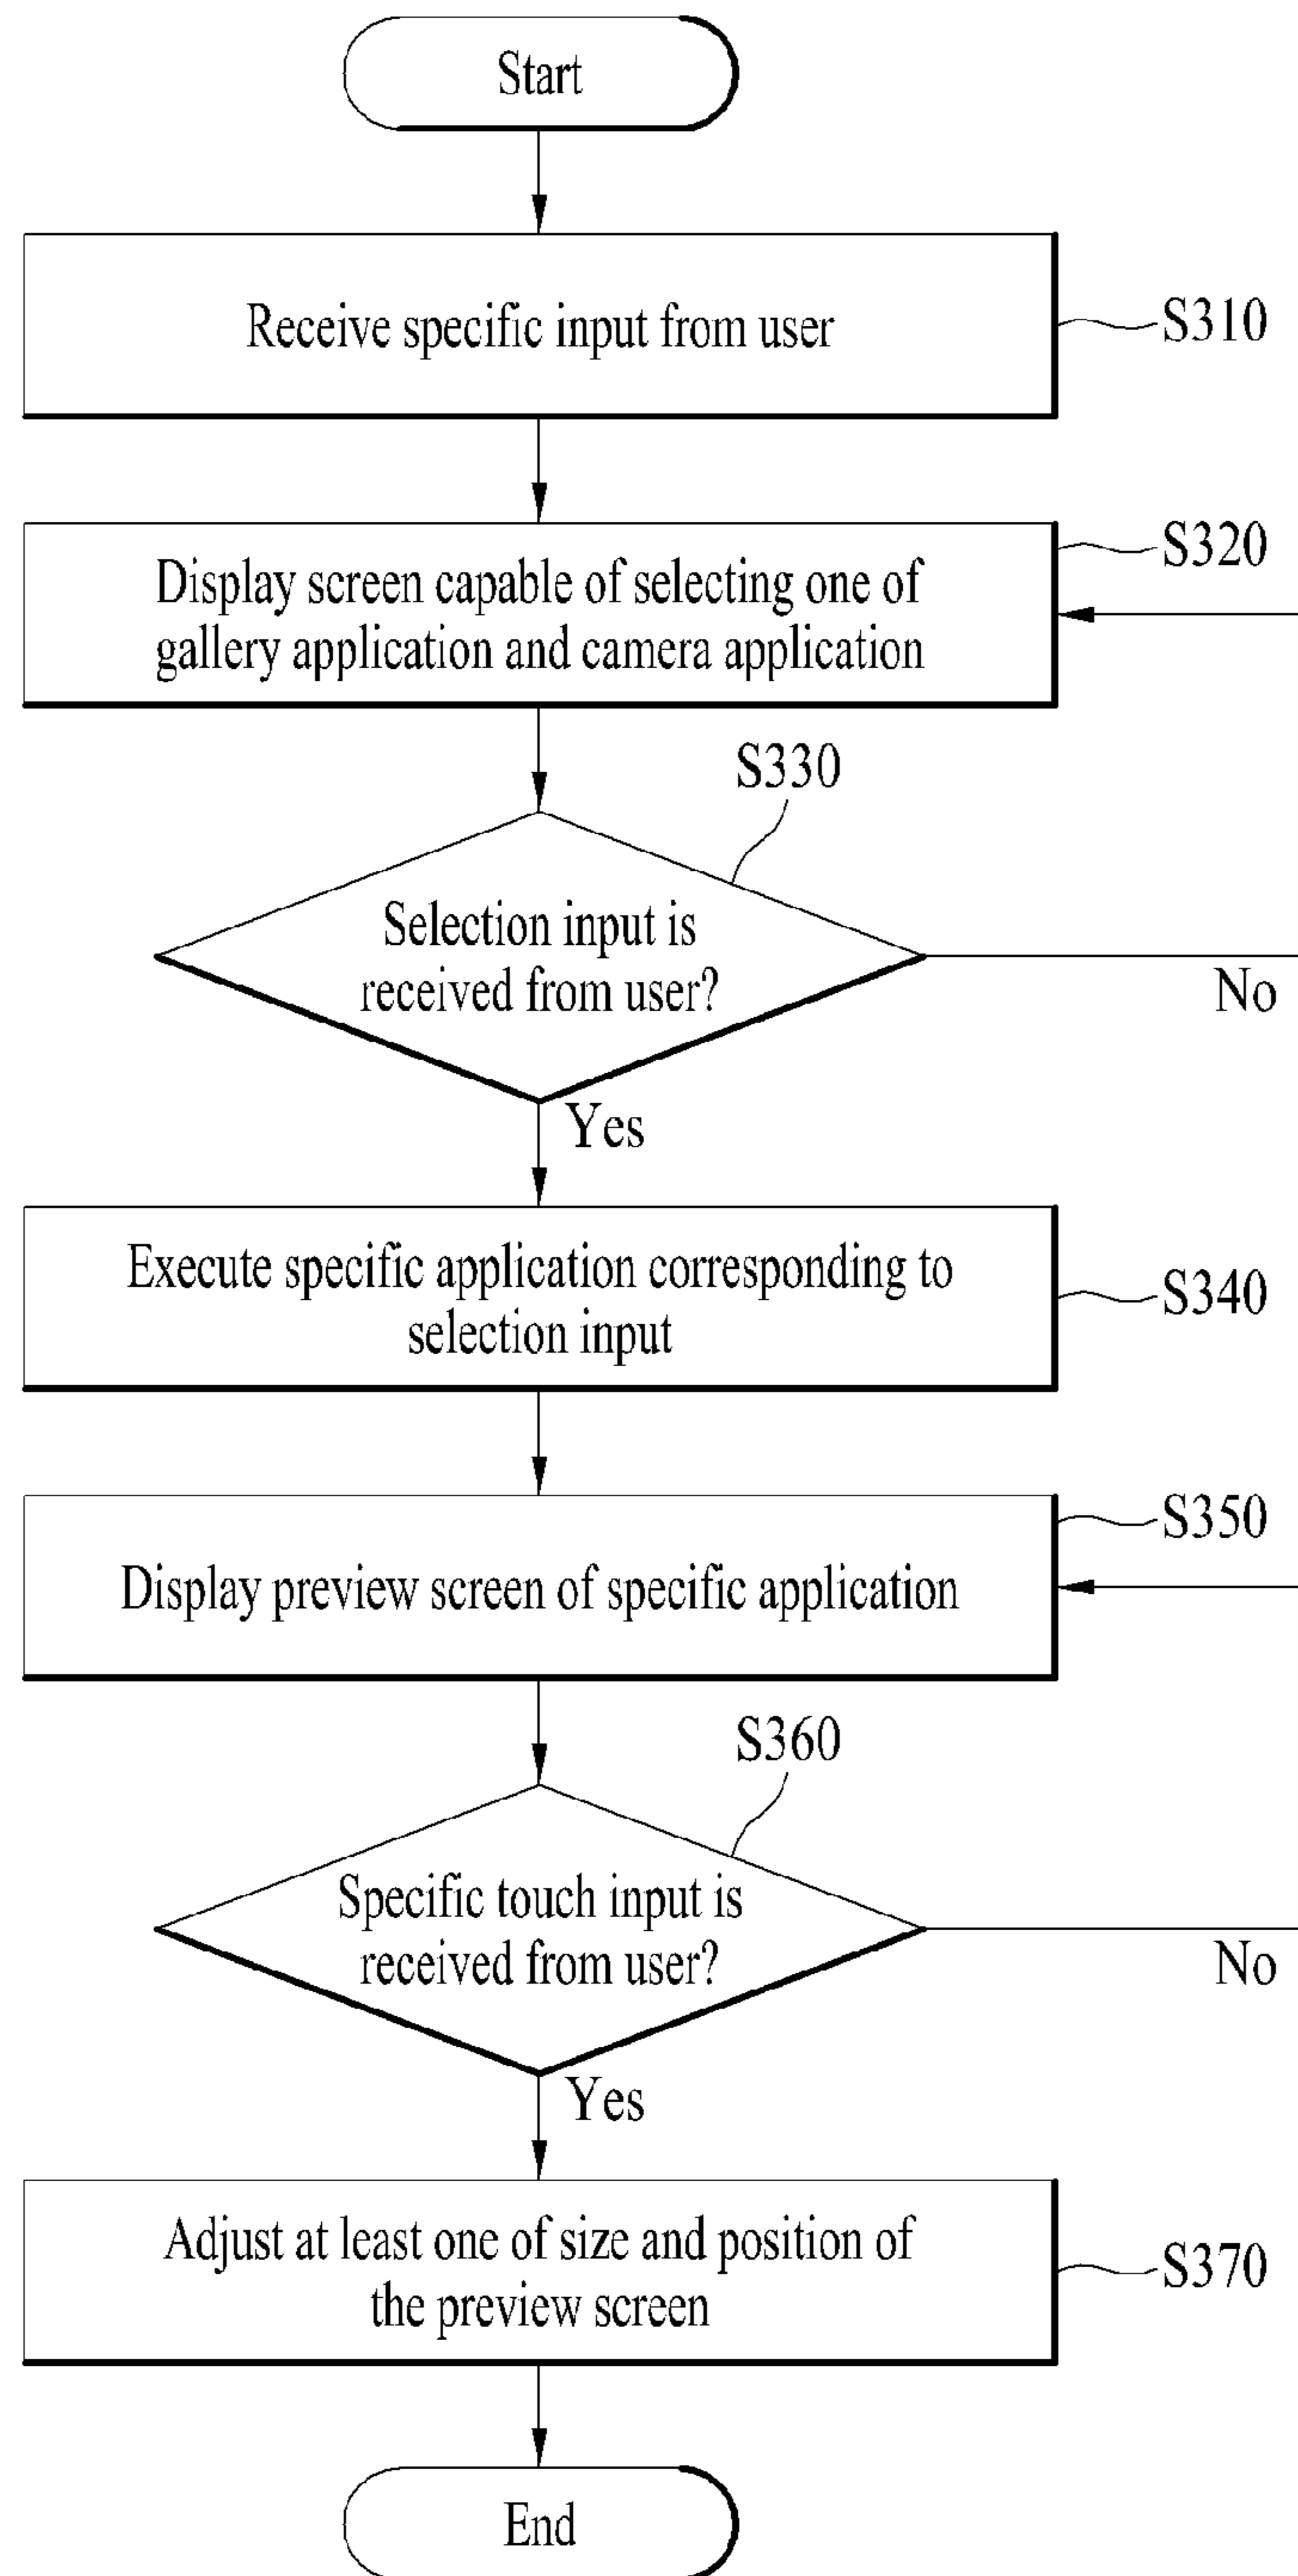 Start
Receive specific input from user
S310
S320
Display screen capable of selecting one of
gallery application and camera application
S330
Selection input is
received from user?
No
Yes
Execute specific application corresponding to
selection input
S340
S350
Display preview screen of specific application
S360
Specific touch input is
received from user?
No
Yes
Adjust at least one of size and position of
the preview screen
S370
End